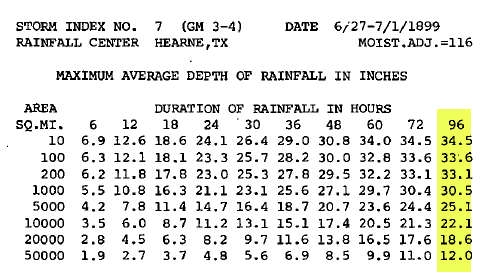 STORM INDEX NO. 7 (GM 3-4) DATE 6/27-7/1/1899
RAINFALL CENTER HEARNE,TX MOIST.ADJ.=116
MAXIMUM AVERAGE DEPTH OF RAINFALL IN INCHES
AREA DURATION OF RAINFALL IN HOURS
SQ.MI. 6 12 18 24 30 36 48 60 72 96
10 6.9 12.6 18.6 24.1 26.4 29.0 30.8 34.0 34.5 34.5
100 6.3 12.1 18.1 23.3 25.7 28.2 30.0 32.8 33.6 33.6
200 6.2 11.8 17.8 23.0 25.3 27.8 29.5 32.2 33.1 33.1
1000 5.5 10.8 16.3 21.1 23.1 25.6 27.1 29.7 30.4 30.5
5000 4.2 7.8 11.4 14.7 16.4 18.7 20.7 23.6 24.4 25.1
10000 3.5 6.0 8.7 11.2 13.1 15.1 17.4 20.5 21.3 22.1
20000 2.8 4.5 6.3 8.2 9.7 11.6 13.8 16.5 17.6 18.6
50000 1.9 2.7 3.7 4.8 5.6 6.9 8.5 9.9 11.0 12.0